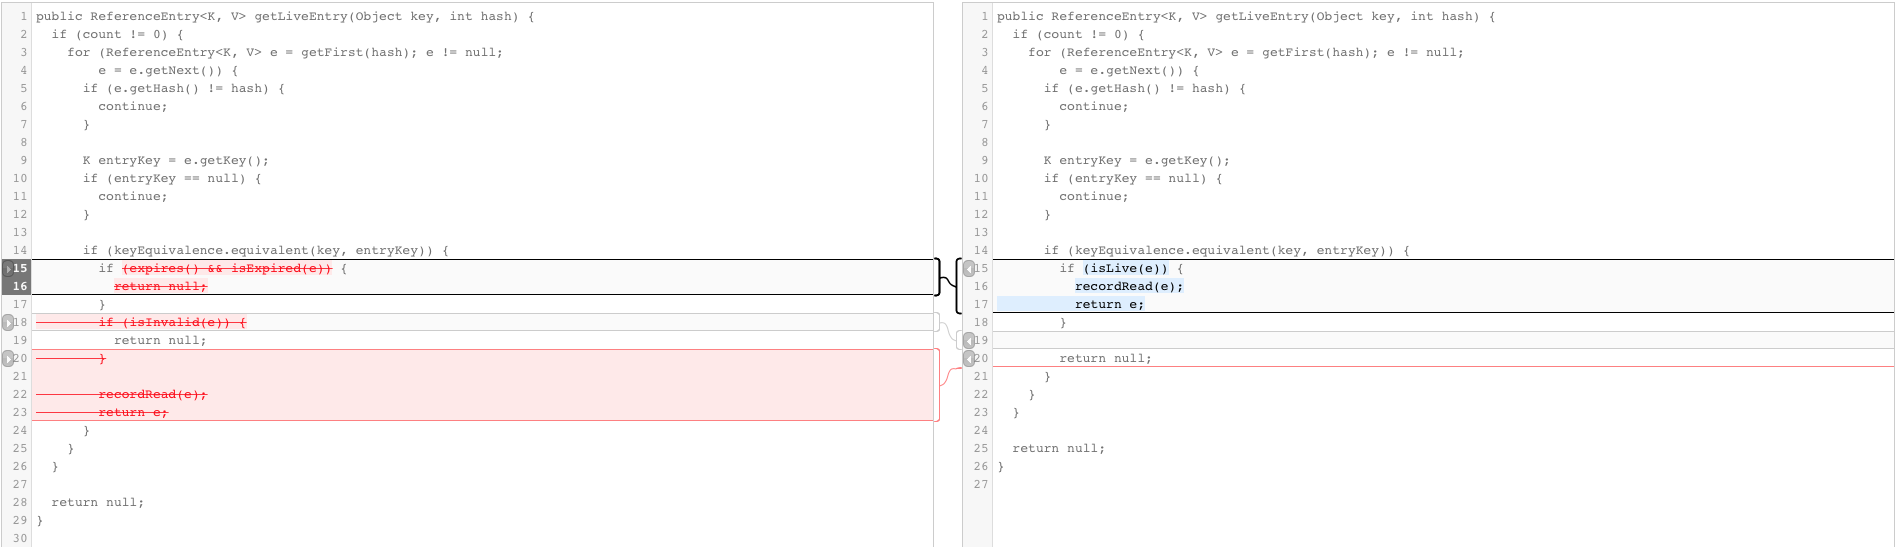 1 public ReferenceEntry<K, V> getLiveEntry(Object key, int hash) {
2   if (count != 0) {
3     for (ReferenceEntry<K, V> e = getFirst(hash); e != null;
4         e = e.getNext()) {
5       if (e.getHash() != hash) {
6         continue;
7       }
8
9       K entryKey = e.getKey();
10       if (entryKey == null) {
11         continue;
12       }
13
14       if (keyEquivalence.equivalent(key, entryKey)) {
15         if (expires() && isExpired(e)) {
16           return null;
17         }
18         if (isInvalid(e)) {
19           return null;
20         }
21
22         recordRead(e);
23         return e;
24       }
25     }
26   }
27
28   return null;
29 }
30
1 public ReferenceEntry<K, V> getLiveEntry(Object key, int hash) {
2   if (count != 0) {
3     for (ReferenceEntry<K, V> e = getFirst(hash); e != null;
4         e = e.getNext()) {
5       if (e.getHash() != hash) {
6         continue;
7       }
8
9       K entryKey = e.getKey();
10       if (entryKey == null) {
11         continue;
12       }
13
14       if (keyEquivalence.equivalent(key, entryKey)) {
15         if (isLive(e)) {
16           recordRead(e);
17           return e;
18         }
19
20         return null;
21       }
22     }
23   }
24
25   return null;
26 }
27